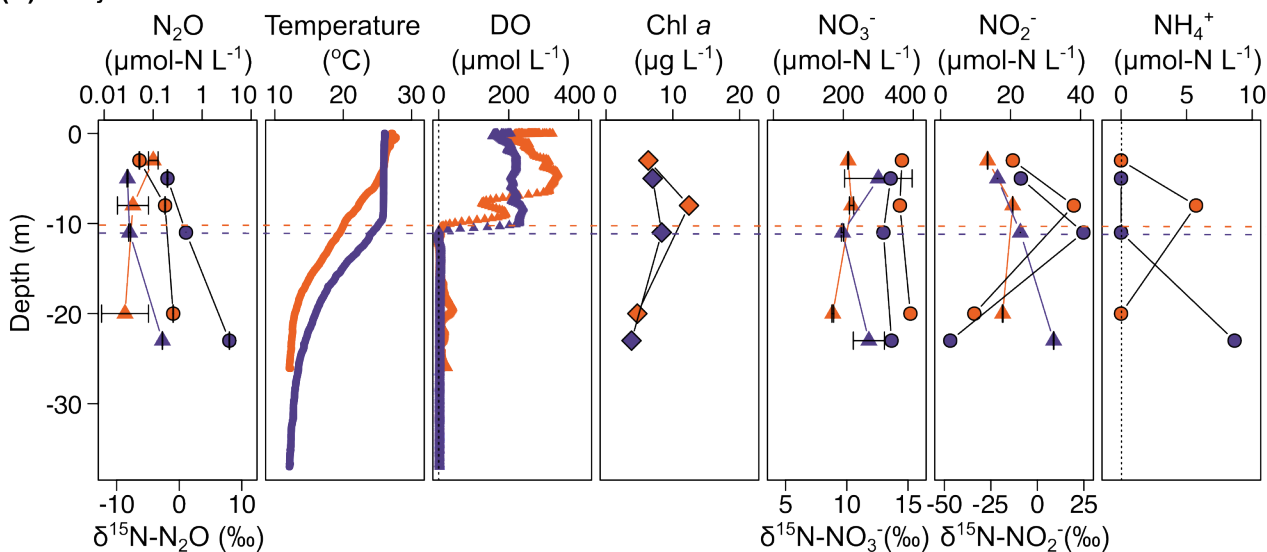 N₂O Temperature DO Chl a NO₃⁻ NO₂⁻ NH₄⁺
(µmol-N L⁻¹) (ºC) (µmol L⁻¹) (µg L⁻¹) (µmol-N L⁻¹) (µmol-N L⁻¹) (µmol-N L⁻¹)
0.01 0.1 1 10 10 20 30 0 200 400 0 10 20 0 200 400 0 20 40 0 5 10
0
-10
-20
-30
Depth (m)
-10 0 10 5 10 15 -50 -25 0 25
δ¹⁵N-N₂O (‰) δ¹⁵N-NO₃⁻(‰) δ¹⁵N-NO₂⁻(‰)